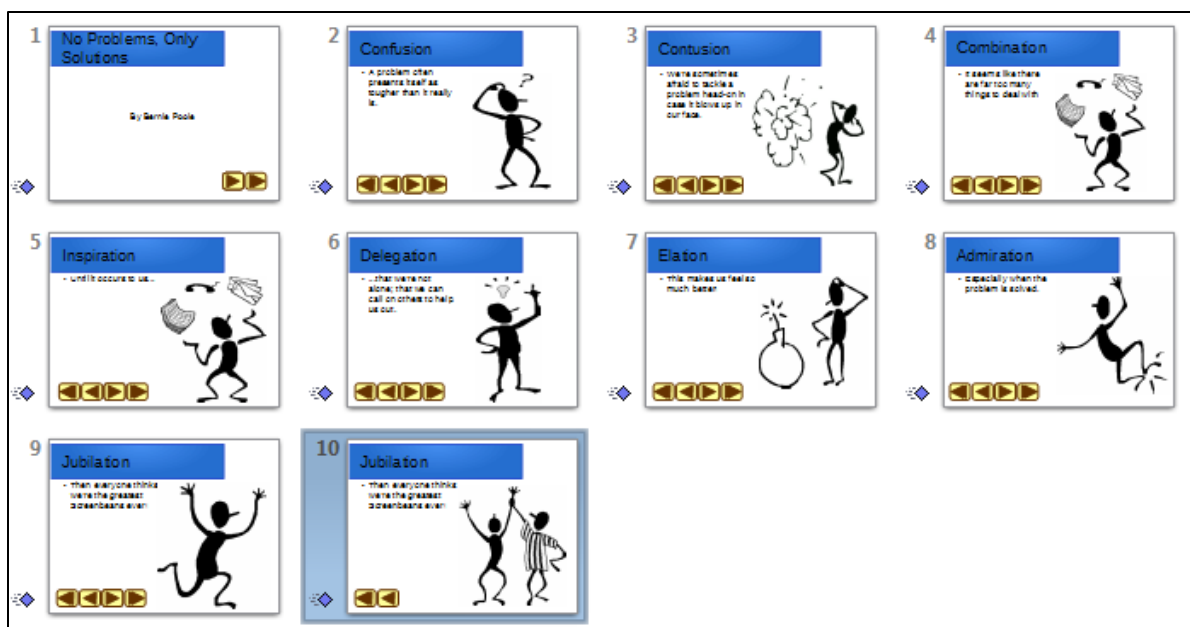 1
No Problems, Only
Solutions
By Bernie Poole
2
Confusion
- A problem often
presents itself as
tougher than it really
is.
?
3
Contusion
- We're sometimes
afraid to tackle a
problem head-on in
case it blows up in
our face.
4
Combination
- It seems like there
are far too many
things to deal with
5
Inspiration
- Until it occurs to us...
6
Delegation
- ...that we're not
alone; that we can
call on others to help
us out.
7
Elation
- This makes us feel so
much better!
8
Admiration
- Especially when the
problem is solved.
9
Jubilation
- Then everyone thinks
we're the greatest
Screenbeans ever!
10
Jubilation
- Then everyone thinks
we're the greatest
Screenbeans ever!